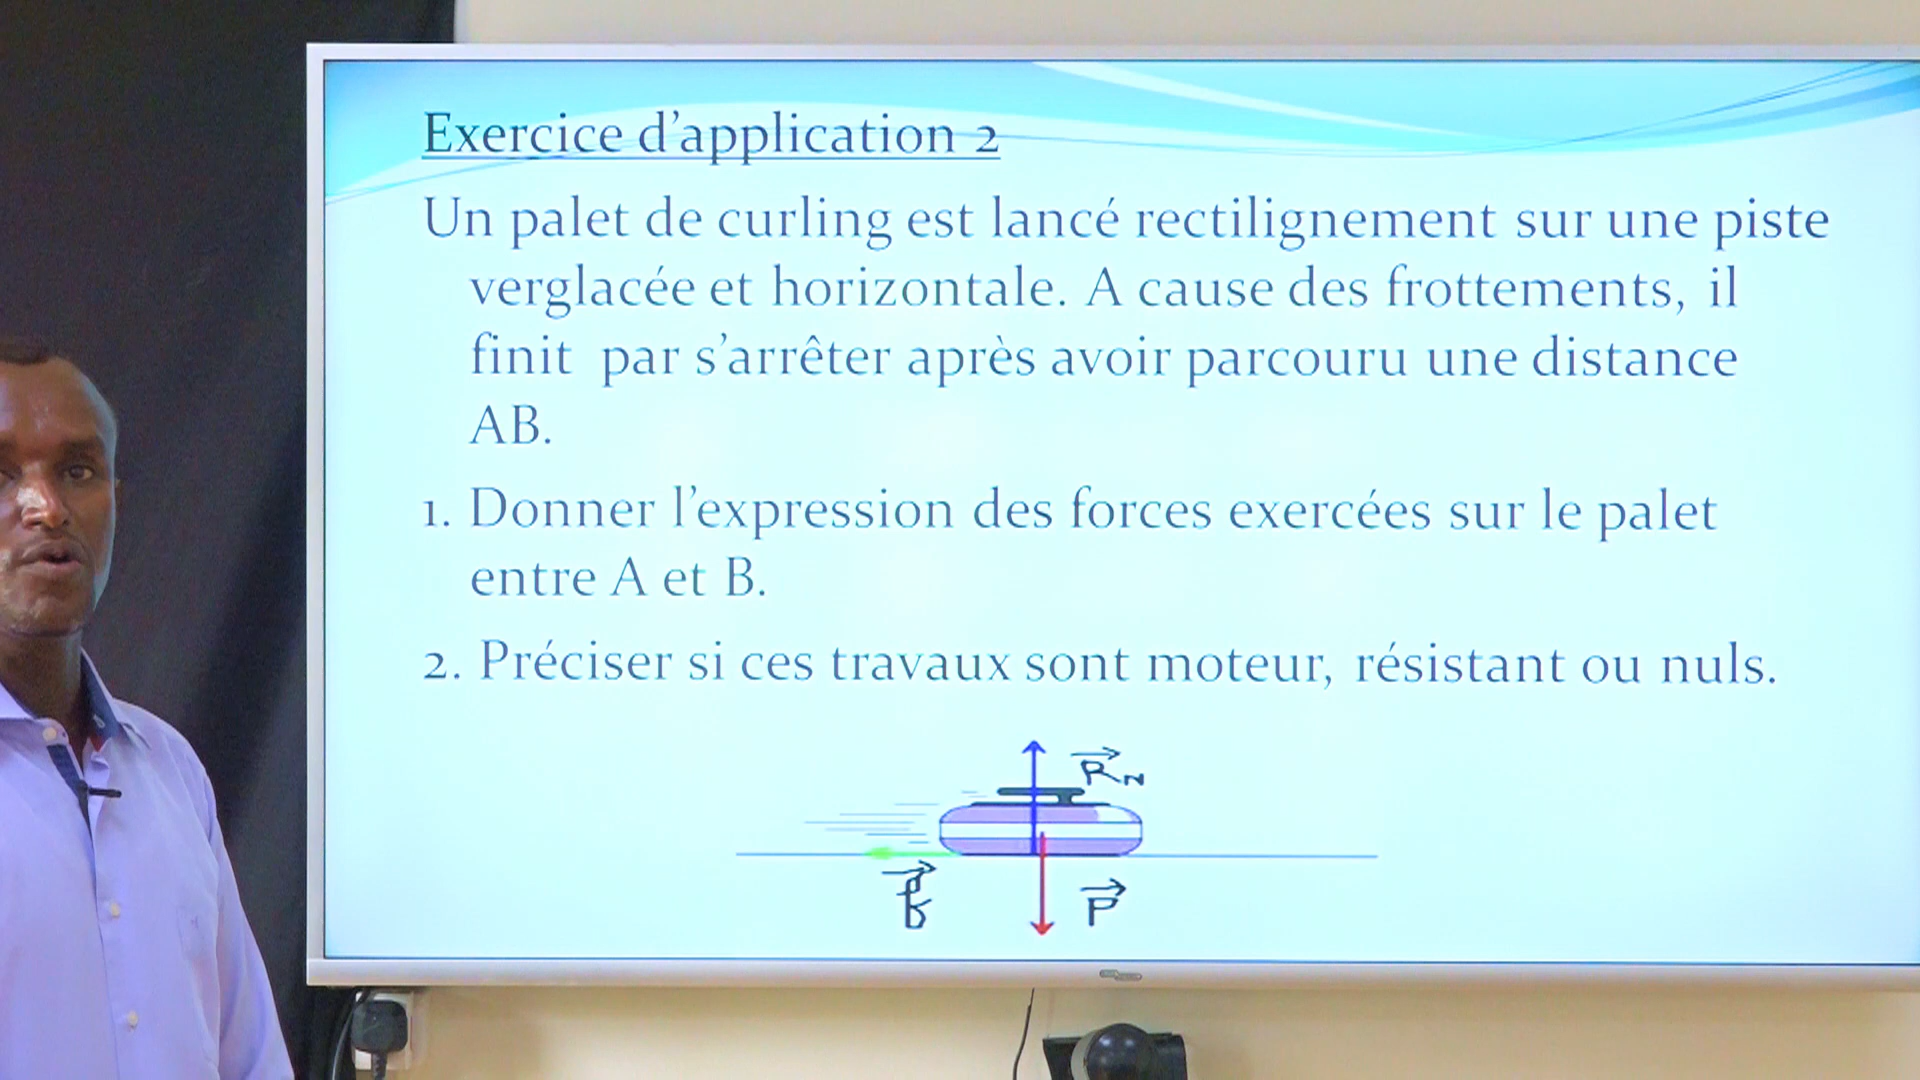 Exercice d'application 2
Un palet de curling est lancé rectilignement sur une piste
verglacée et horizontale. A cause des frottements, il
finit par s'arrêter après avoir parcouru une distance
AB.
1. Donner l'expression des forces exercées sur le palet
entre A et B.
2. Préciser si ces travaux sont moteur, résistant ou nuls.
R N
P